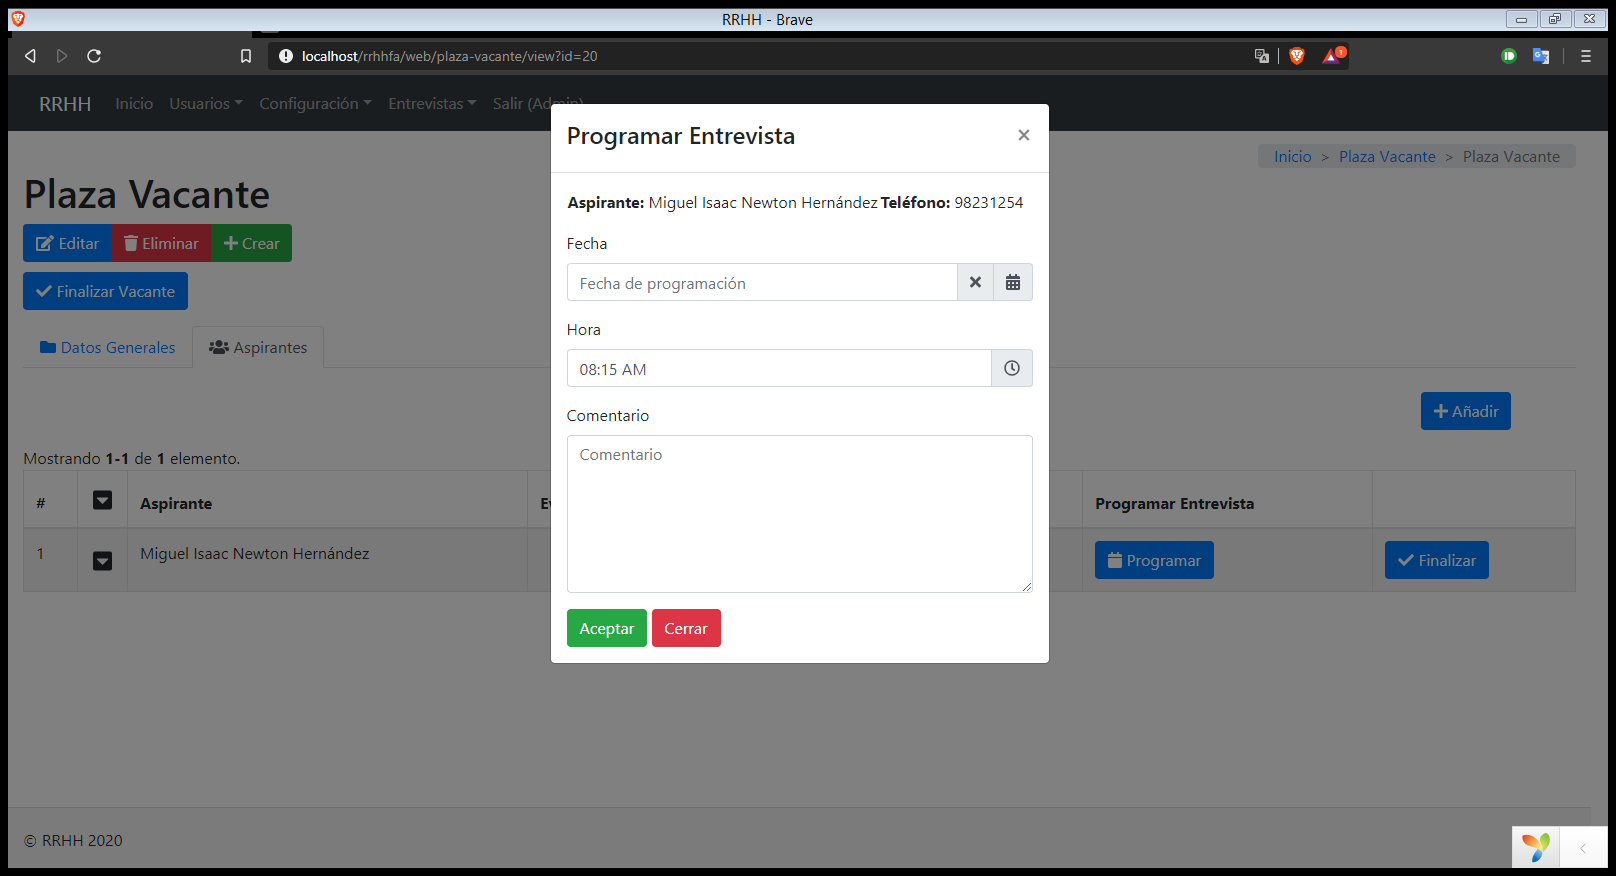 RRHH - Brave
localhost/rrhhfa/web/plaza-vacante/view?id=20
1
RRHH Inicio Usuarios Configuración Entrevistas Salir (Admin)
Programar Entrevista ×
Inicio > Plaza Vacante > Plaza Vacante
Plaza Vacante
Aspirante: Miguel Isaac Newton Hernández Teléfono: 98231254
Editar Eliminar Crear
Fecha
Fecha de programación
Finalizar Vacante
Hora
Datos Generales Aspirantes
08:15 AM
Comentario
Añadir
Comentario
Mostrando 1-1 de 1 elemento.
# Aspirante Programar Entrevista
1 Miguel Isaac Newton Hernández Programar Finalizar
Aceptar Cerrar
© RRHH 2020